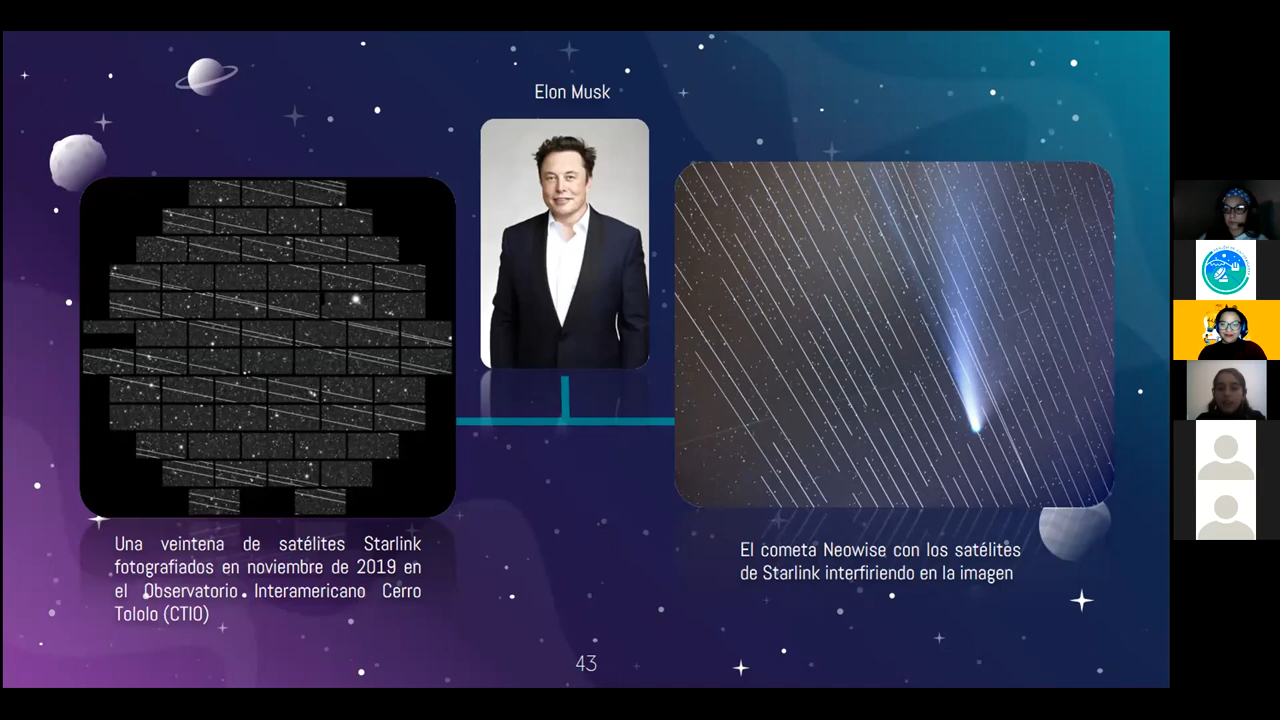 Elon Musk
Una veintena de satélites Starlink
fotografiados en noviembre de 2019 en
el Observatorio Interamericano Cerro
Tololo (CTIO)
El cometa Neowise con los satélites
de Starlink interfiriendo en la imagen
43